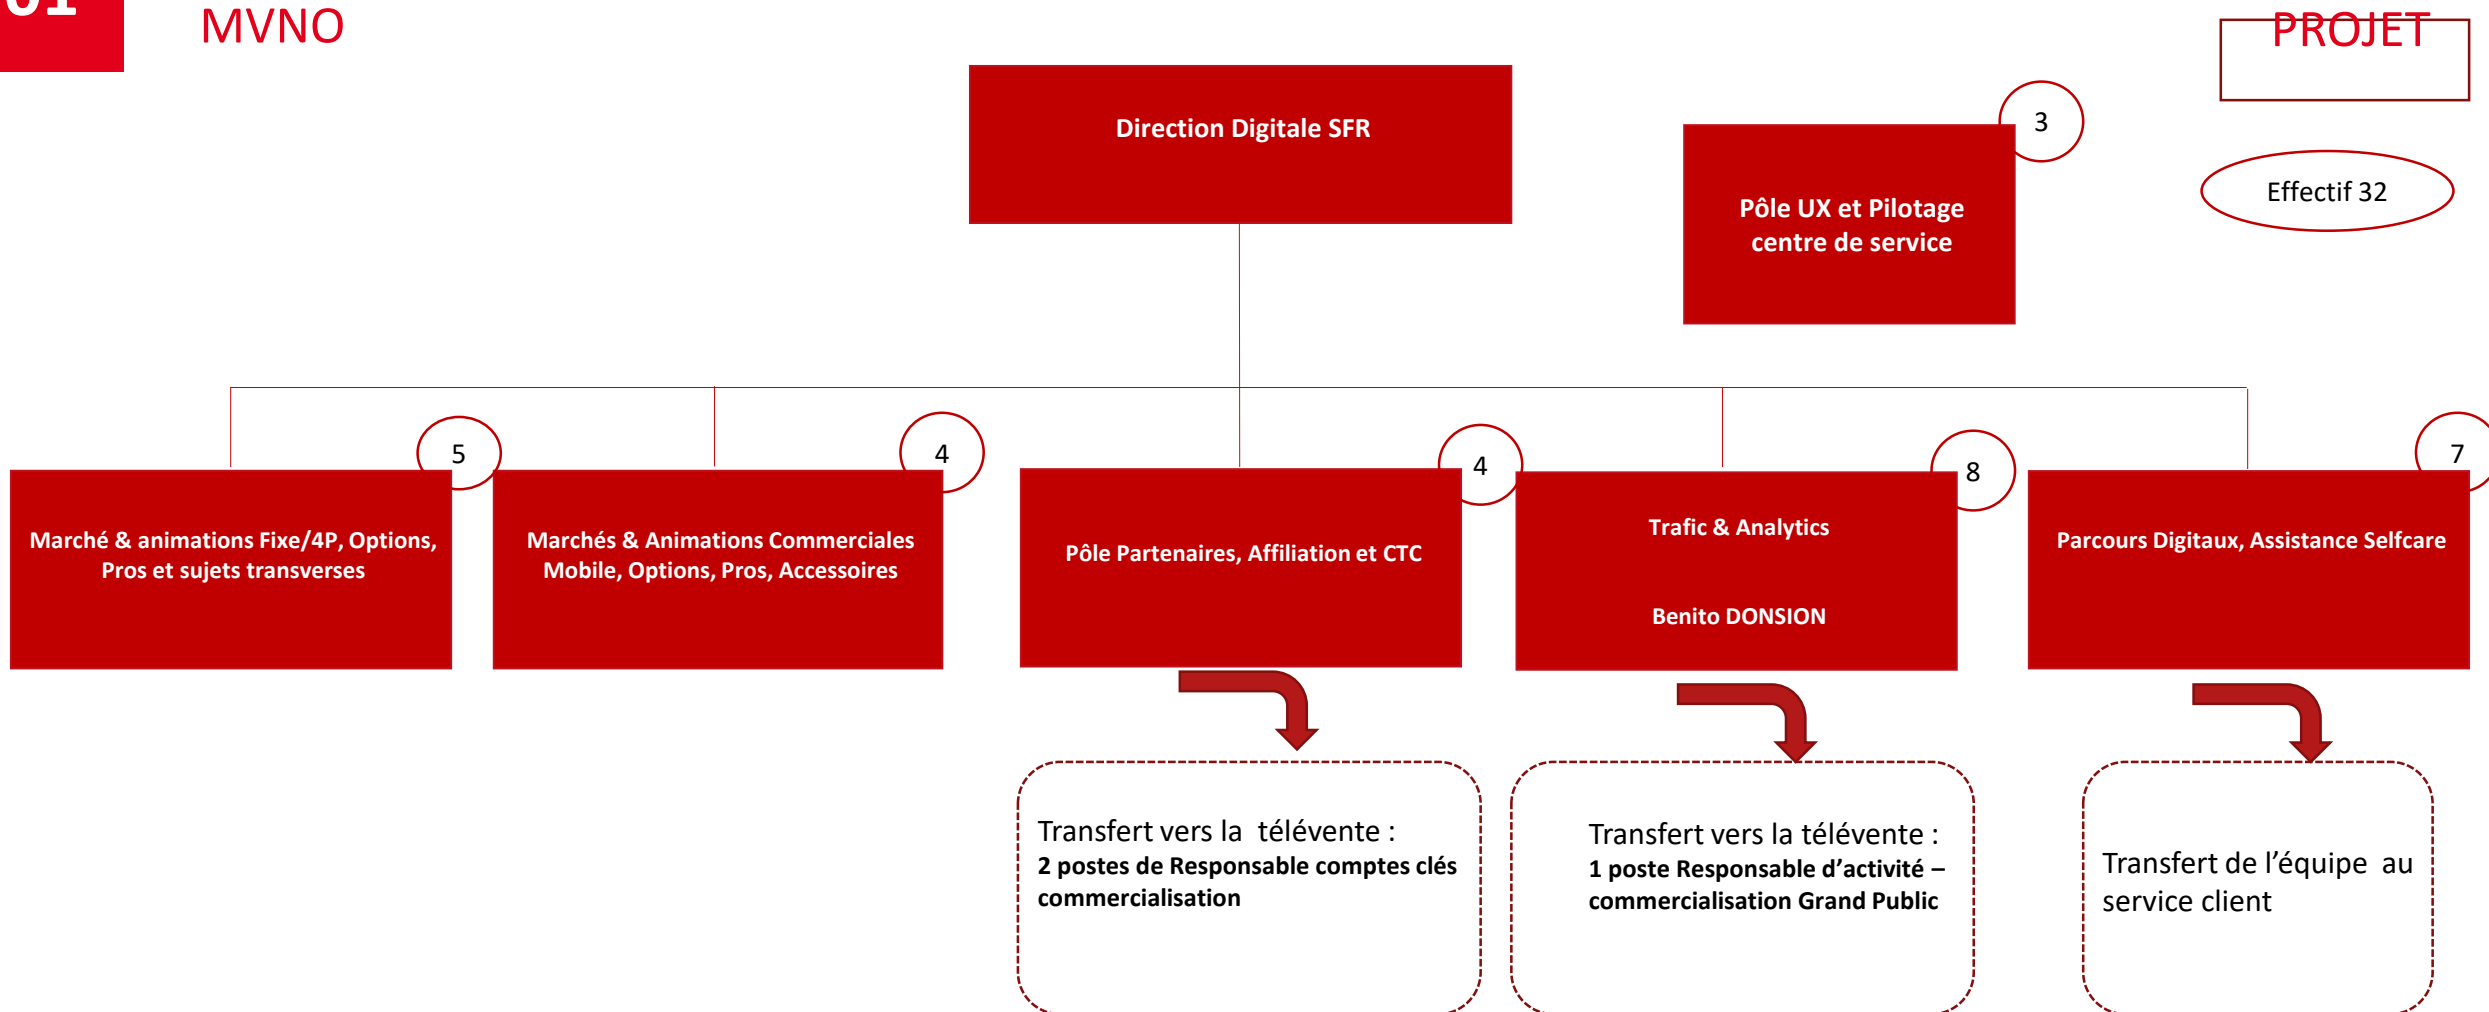 01
MVNO
PROJET
Direction Digitale SFR
3
Pôle UX et Pilotage
centre de service
Effectif 32
5
4
4
8
7
Marché & animations Fixe/4P, Options,
Pros et sujets transverses
Marchés & Animations Commerciales
Mobile, Options, Pros, Accessoires
Pôle Partenaires, Affiliation et CTC
Trafic & Analytics
Benito DONSION
Parcours Digitaux, Assistance Selfcare
Transfert vers la télévente :
2 postes de Responsable comptes clés
commercialisation
Transfert vers la télévente :
1 poste Responsable d’activité –
commercialisation Grand Public
Transfert de l’équipe au
service client